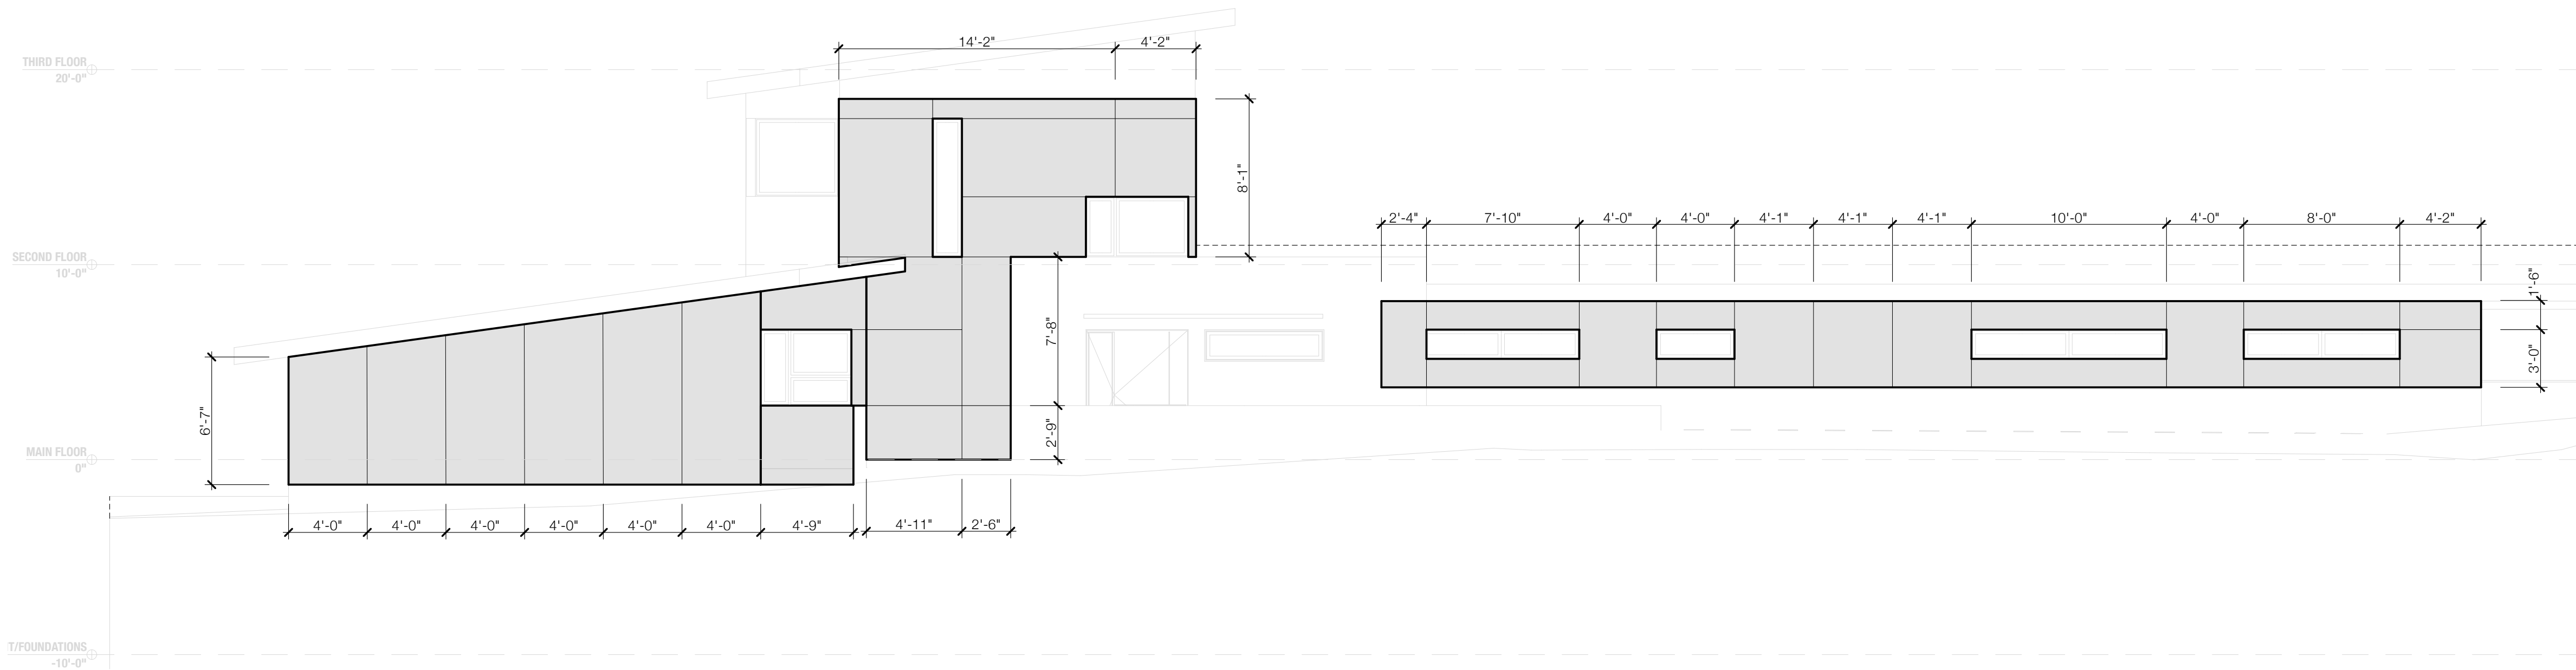 14'-2" 4'-2"
THIRD FLOOR
20'-0"
8'-1"
2'-4" 7'-10" 4'-0" 4'-0" 4'-1" 4'-1" 4'-1" 10'-0" 4'-0" 8'-0" 4'-2"
SECOND FLOOR
10'-0"
1'-6"
7'-8"
3'-0"
6'-7"
2'-9"
MAIN FLOOR
0"
4'-0" 4'-0" 4'-0" 4'-0" 4'-0" 4'-0" 4'-9" 4'-11" 2'-6"
T/FOUNDATIONS
-10'-0"